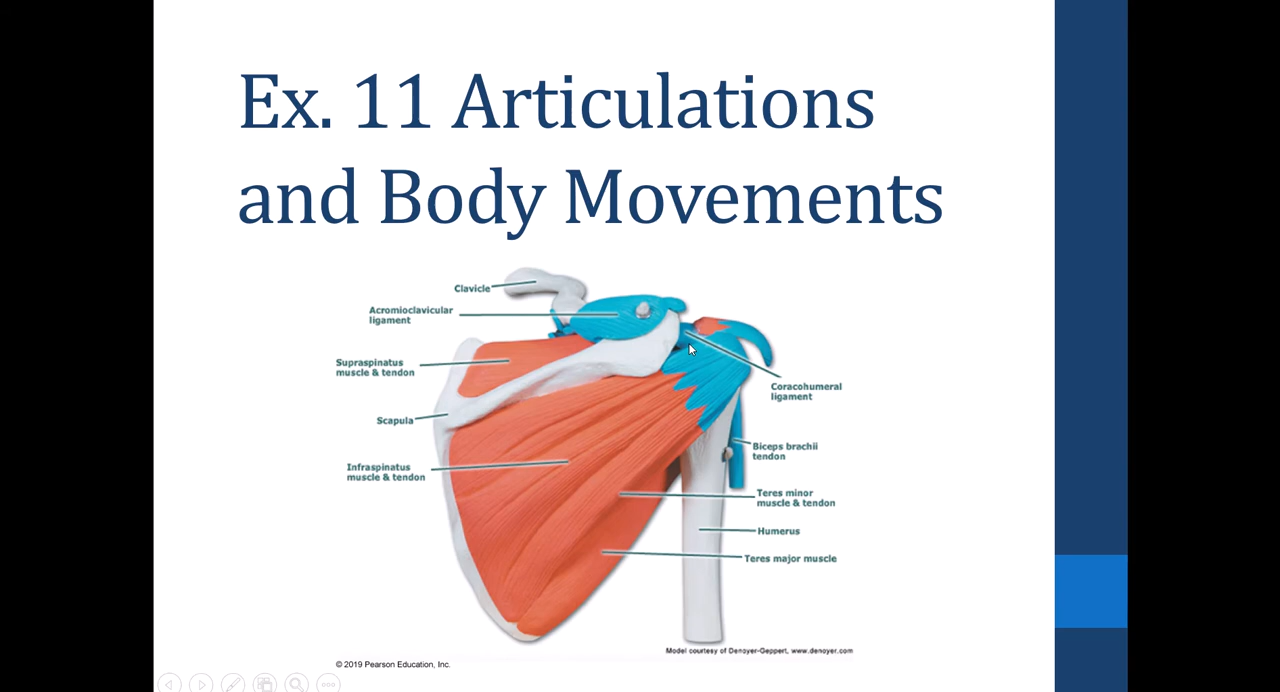 Ex. 11 Articulations
and Body Movements
Clavicle
Acromioclavicular
ligament
Supraspinatus
muscle & tendon
Scapula
Infraspinatus
muscle & tendon
Coracohumeral
ligament
Biceps brachii
tendon
Teres minor
muscle & tendon
Humerus
Teres major muscle
Model courtesy of Denoyer-Geppert, www.denoyer.com
© 2019 Pearson Education, Inc.